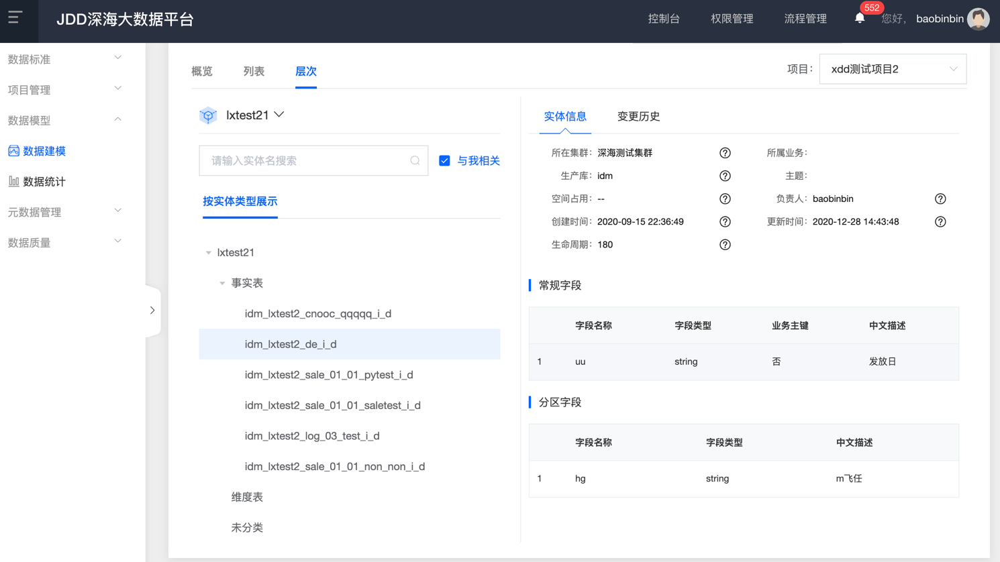 JDD深海大数据平台
控制台
权限管理
流程管理
552
您好,
baobinbin
数据标准
项目管理
数据模型
数据建模
数据统计
元数据管理
数据质量
概览
列表
层次
项目:
xdd测试项目2
lxtest21
请输入实体名搜索
与我相关
按实体类型展示
lxtest21
事实表
idm_lxtest2_cnooc_qqqqq_i_d
idm_lxtest2_de_i_d
idm_lxtest2_sale_01_01_pytest_i_d
idm_lxtest2_sale_01_01_saletest_i_d
idm_lxtest2_log_03_test_i_d
idm_lxtest2_sale_01_01_non_non_i_d
维度表
未分类
实体信息
变更历史
所在集群: 深海测试集群
所属业务:
生产库: idm
主题:
空间占用: --
负责人: baobinbin
创建时间: 2020-09-15 22:36:49
更新时间: 2020-12-28 14:43:48
生命周期: 180
常规字段
字段名称 字段类型 业务主键 中文描述
1 uu string 否 发放日
分区字段
字段名称 字段类型 中文描述
1 hg string m飞任